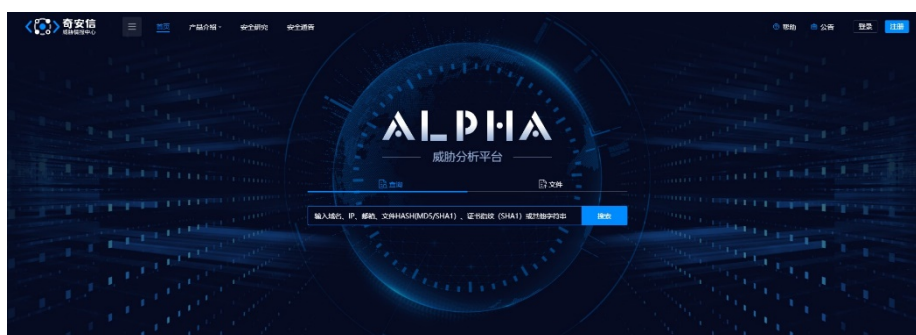 奇安信
威胁情报中心
首页 产品介绍 安全研究 安全通告
帮助 公告 登录 注册
ALPHA
威胁分析平台
查询 文件
输入域名、IP、邮箱、文件HASH(MD5/SHA1)、证书指纹（SHA1）或其他字符串 搜索